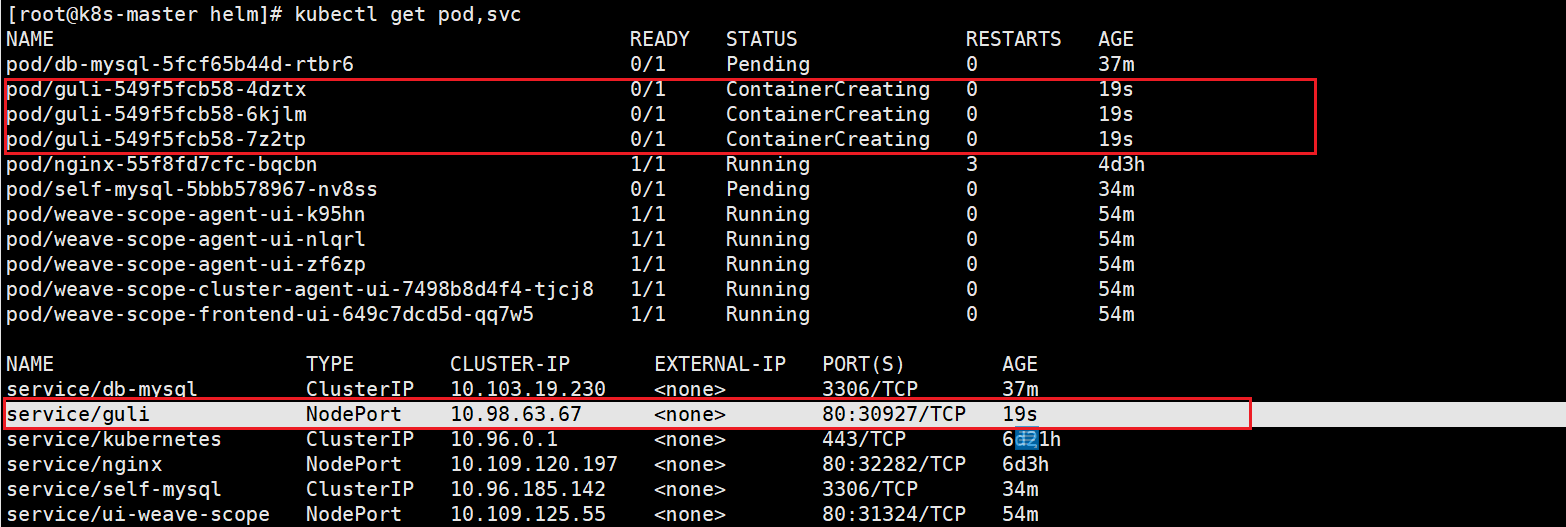 [root@k8s-master helm]# kubectl get pod,svc
NAME READY STATUS RESTARTS AGE
pod/db-mysql-5fcf65b44d-rtbr6 0/1 Pending 0 37m
pod/guli-549f5fcb58-4dztx 0/1 ContainerCreating 0 19s
pod/guli-549f5fcb58-6kjlm 0/1 ContainerCreating 0 19s
pod/guli-549f5fcb58-7z2tp 0/1 ContainerCreating 0 19s
pod/nginx-55f8fd7cfc-bqcbn 1/1 Running 3 4d3h
pod/self-mysql-5bbb578967-nv8ss 0/1 Pending 0 34m
pod/weave-scope-agent-ui-k95hn 1/1 Running 0 54m
pod/weave-scope-agent-ui-nlqrl 1/1 Running 0 54m
pod/weave-scope-agent-ui-zf6zp 1/1 Running 0 54m
pod/weave-scope-cluster-agent-ui-7498b8d4f4-tjcj8 1/1 Running 0 54m
pod/weave-scope-frontend-ui-649c7dcd5d-qq7w5 1/1 Running 0 54m
NAME TYPE CLUSTER-IP EXTERNAL-IP PORT(S) AGE
service/db-mysql ClusterIP 10.103.19.230 <none> 3306/TCP 37m
service/guli NodePort 10.98.63.67 <none> 80:30927/TCP 19s
service/kubernetes ClusterIP 10.96.0.1 <none> 443/TCP 6d21h
service/nginx NodePort 10.109.120.197 <none> 80:32282/TCP 6d3h
service/self-mysql ClusterIP 10.96.185.142 <none> 3306/TCP 34m
service/ui-weave-scope NodePort 10.109.125.55 <none> 80:31324/TCP 54m